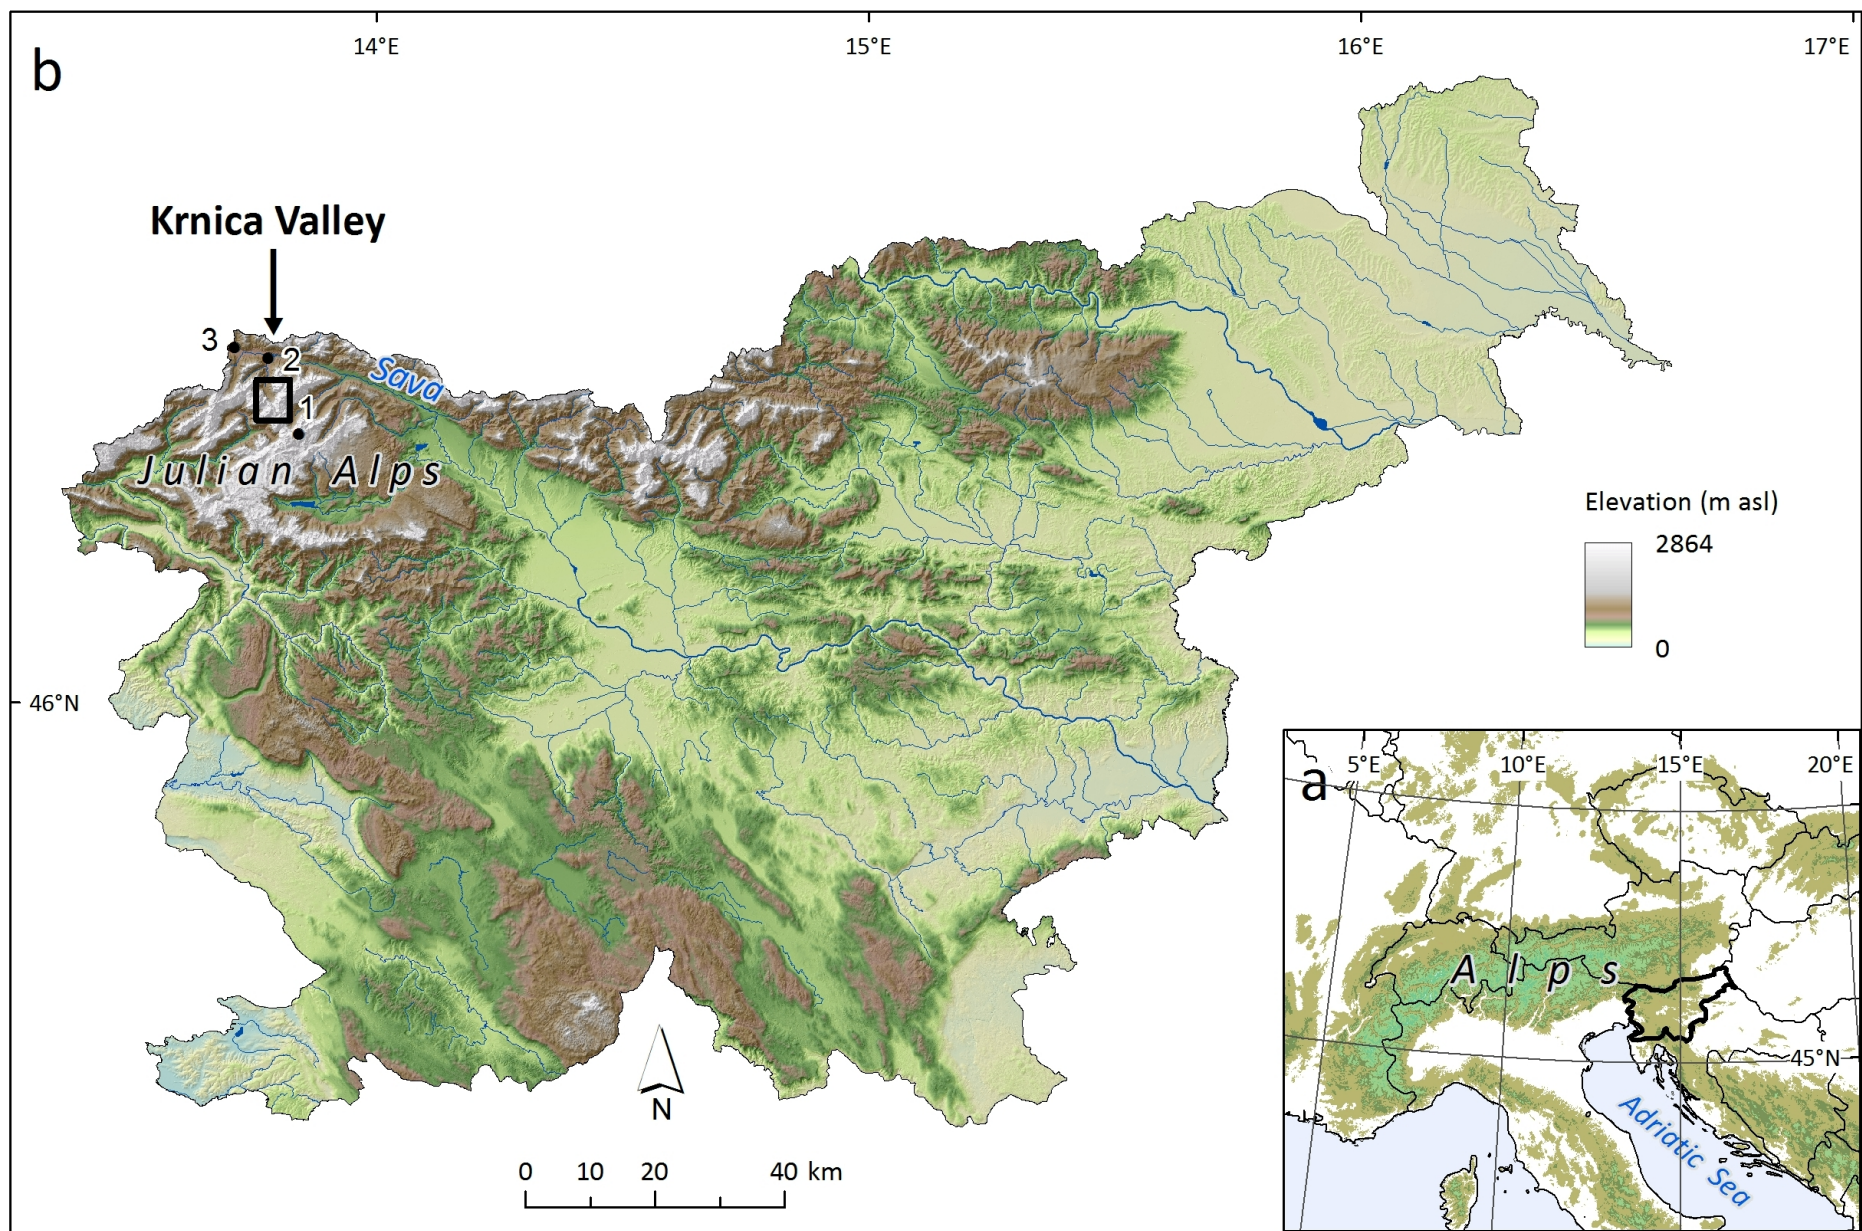 14°E
15°E
16°E
17°E
b
Krnica Valley
3
2
Sava
1
Julian Alps
Elevation (m asl)
2864
0
46°N
a
5°E
10°E
15°E
20°E
Alps
45°N
Adriatic Sea
N
0 10 20 40 km